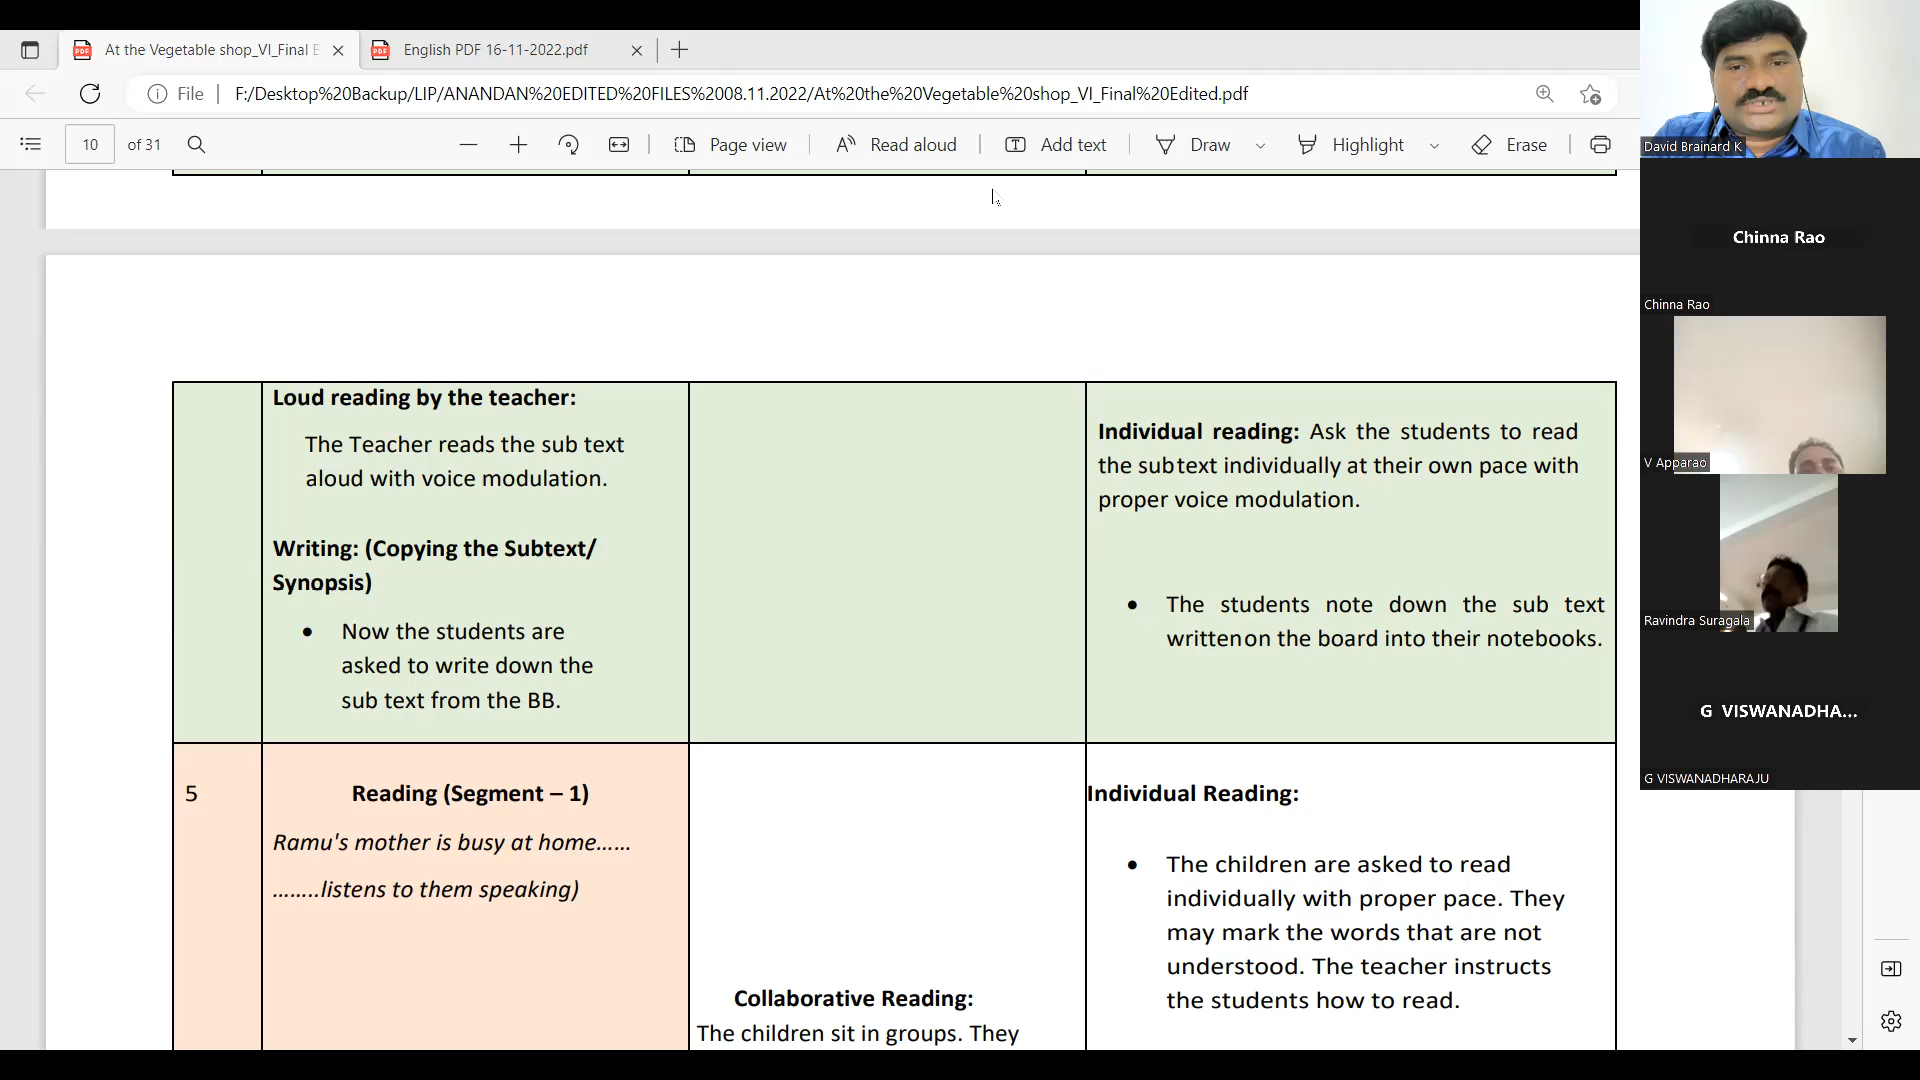 At the Vegetable shop_VI_Final E
English PDF 16-11-2022.pdf
File
F:/Desktop%20Backup/LIP/ANANDAN%20EDITED%20FILES%2008.11.2022/At%20the%20Vegetable%20shop_VI_Final%20Edited.pdf
10 of 31
Page view
Read aloud
Add text
Draw
Highlight
Erase
Loud reading by the teacher:
The Teacher reads the sub text
aloud with voice modulation.
Writing: (Copying the Subtext/
Synopsis)
• Now the students are
asked to write down the
sub text from the BB.
Individual reading: Ask the students to read
the subtext individually at their own pace with
proper voice modulation.
• The students note down the sub text
writtenon the board into their notebooks.
5
Reading (Segment – 1)
Ramu's mother is busy at home……
……..listens to them speaking)
Collaborative Reading:
The children sit in groups. They
Individual Reading:
• The children are asked to read
individually with proper pace. They
may mark the words that are not
understood. The teacher instructs
the students how to read.
David Brainard K
Chinna Rao
Chinna Rao
V Apparao
Ravindra Suragala
G VISWANADHA...
G VISWANADHARAJU